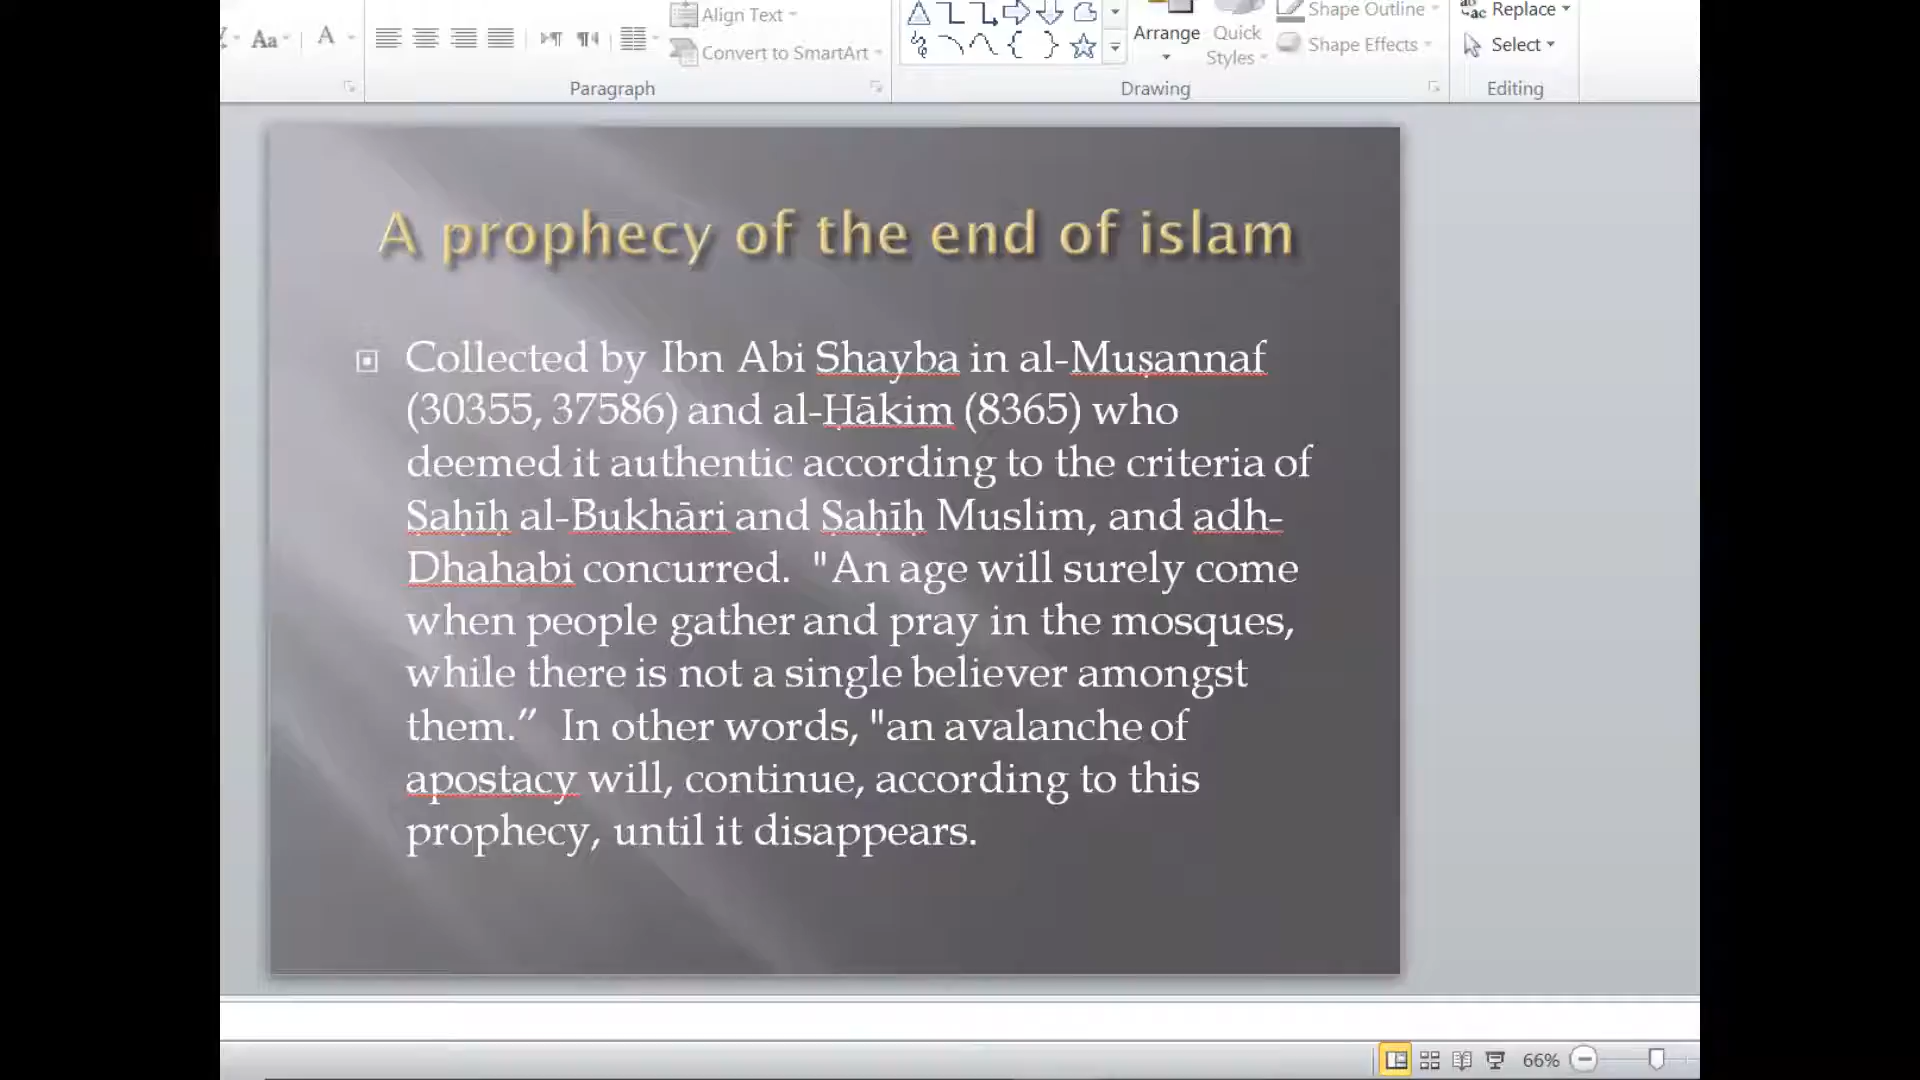 Aa
A
Align Text
Convert to SmartArt
Paragraph
Arrange
Quick
Styles
Shape Outline
Shape Effects
Drawing
Replace
Select
Editing
A prophecy of the end of islam
Collected by Ibn Abi Shayba in al-Muṣannaf
(30355, 37586) and al-Ḥākim (8365) who
deemed it authentic according to the criteria of
Ṣaḥīḥ al-Bukhāri and Ṣaḥīḥ Muslim, and adh-
Dhahabi concurred.  "An age will surely come
when people gather and pray in the mosques,
while there is not a single believer amongst
them.”  In other words, "an avalanche of
apostacy will, continue, according to this
prophecy, until it disappears.
66%